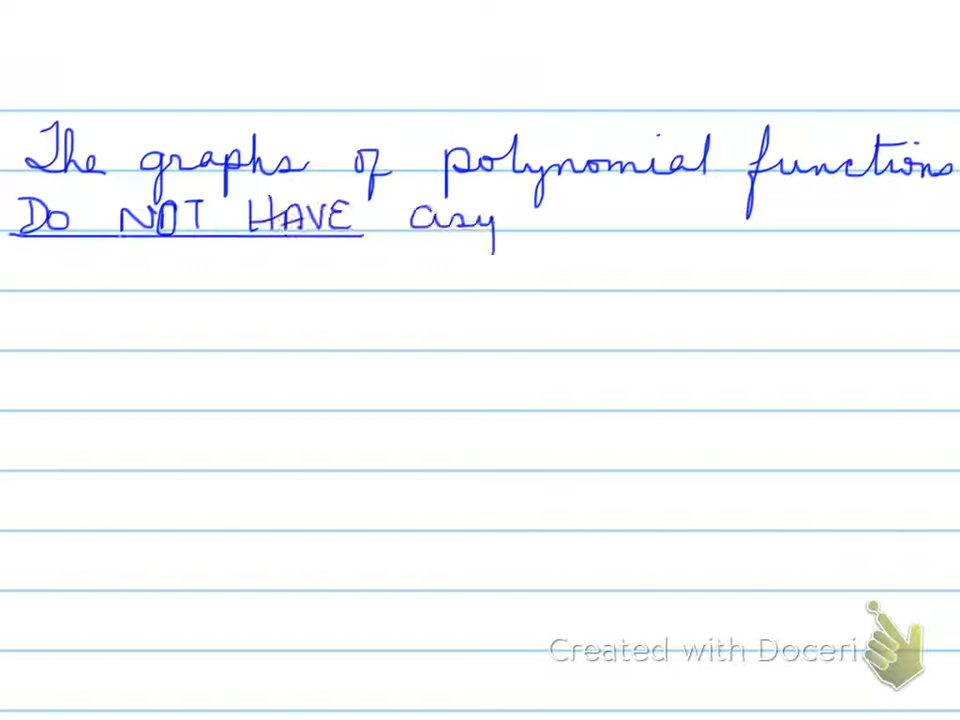 The graphs of polynomial functions
DO NOT HAVE asy
Created with Doceri